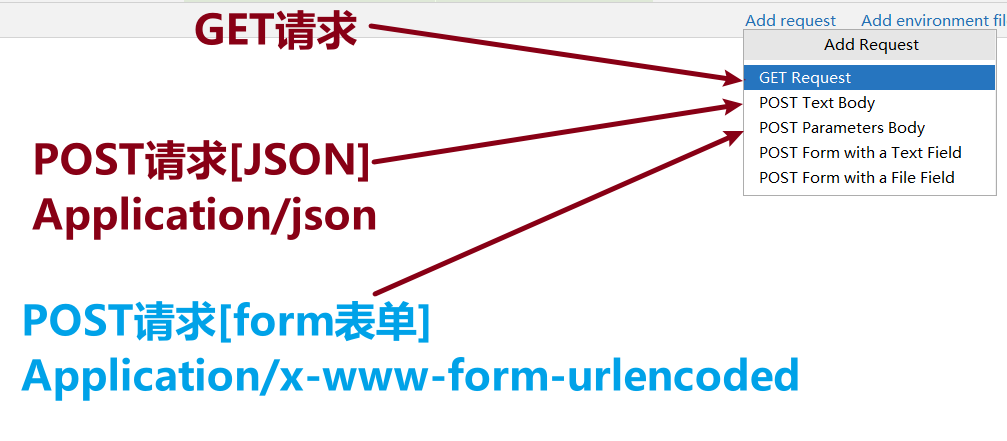 Add request Add environment fil
GET请求
Add Request
GET Request
POST Text Body
POST Parameters Body
POST Form with a Text Field
POST Form with a File Field
POST请求[JSON]
Application/json
POST请求[form表单]
Application/x-www-form-urlencoded